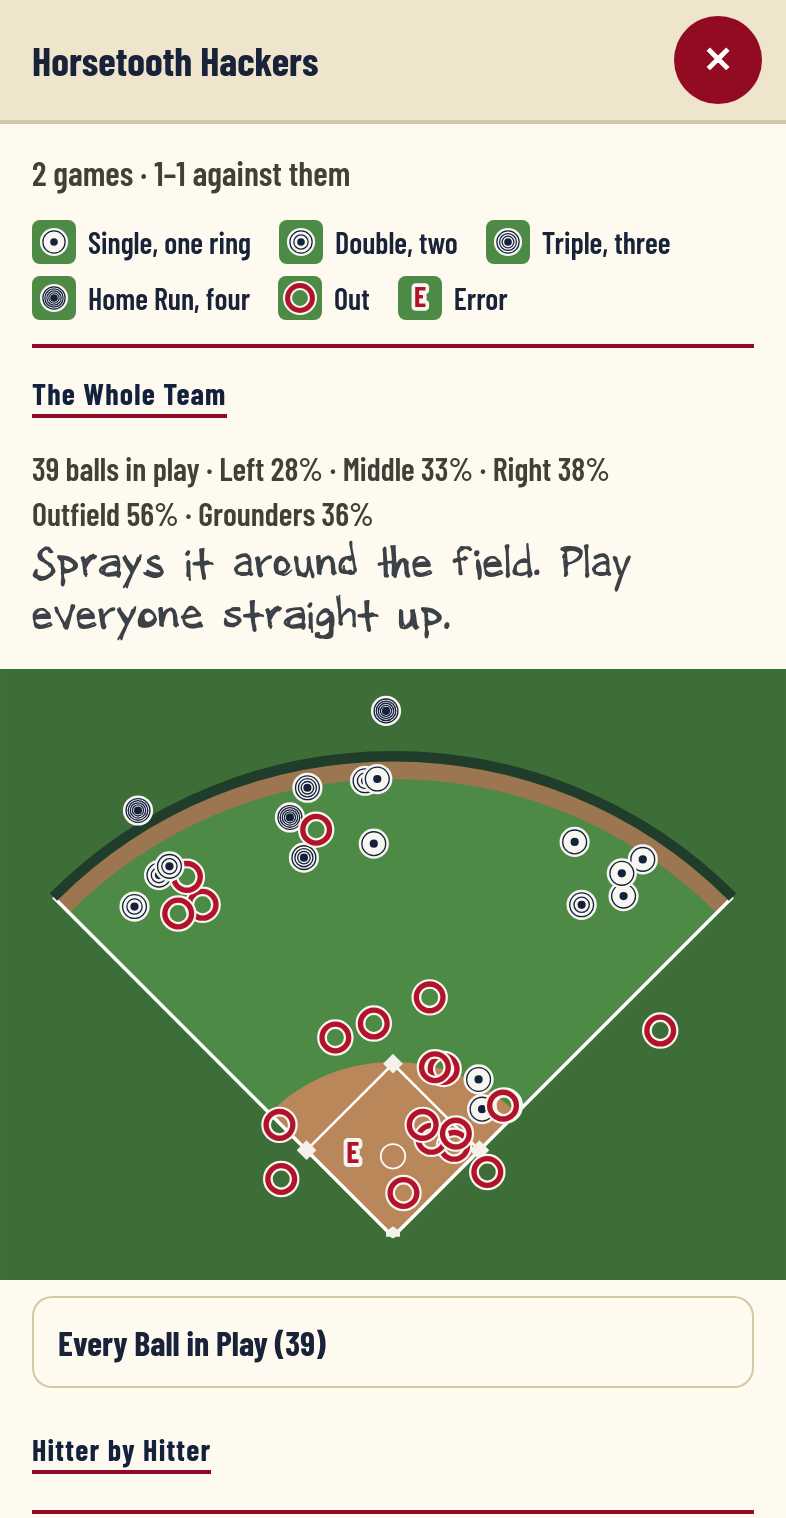 Horsetooth Hackers
2 games · 1–1 against them
Single, one ring
Double, two
Triple, three
E
Home Run, four
Out
Error
The Whole Team
39 balls in play · Left 28% · Middle 33% · Right 38%
Outfield 56% · Grounders 36%
Sprays it around the field. Play
everyone straight up.
E
Every Ball in Play (39)
Hitter by Hitter